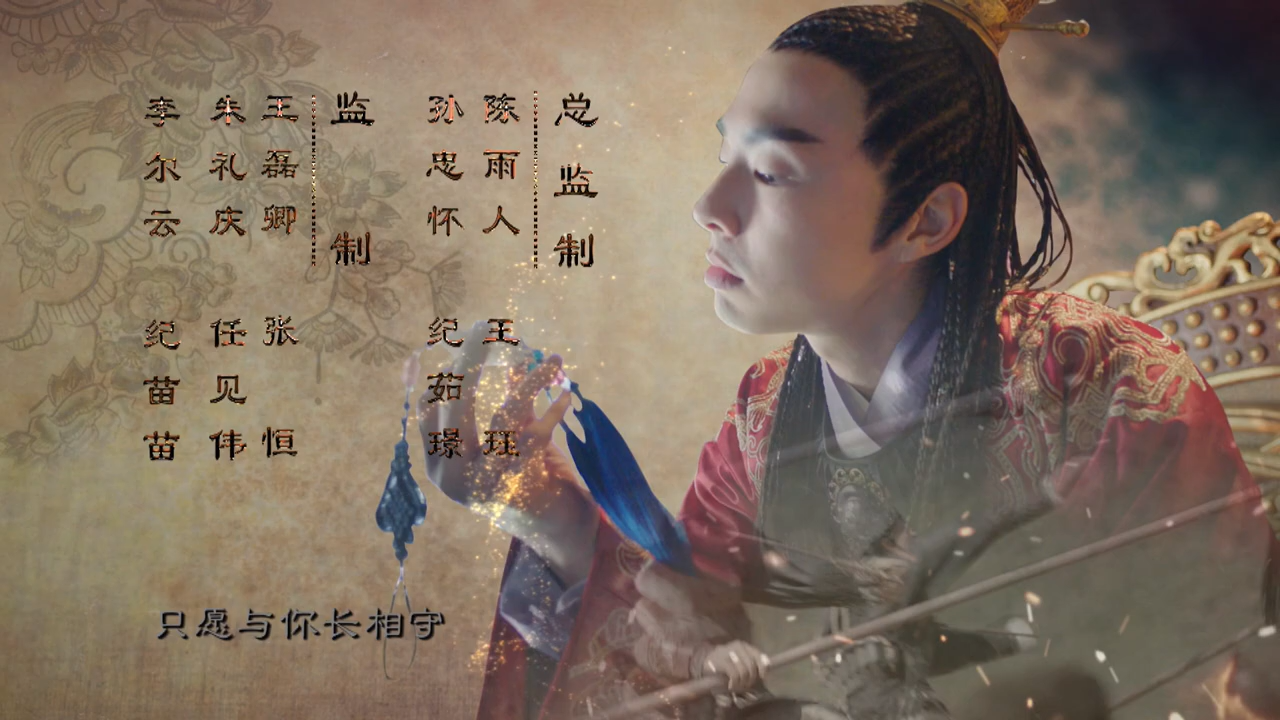 总监制
陈雨人
王珏
孙忠怀
纪茹璟
监制
王磊卿
张恒
朱礼庆
任见伟
李尔云
纪苗苗
只愿与你长相守